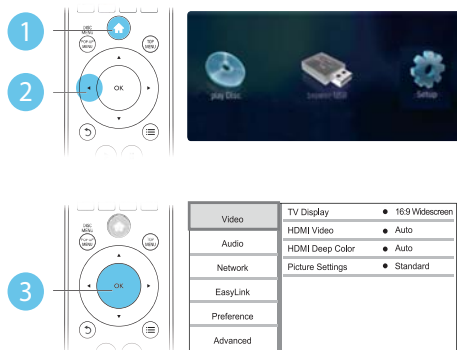 1
DISC
MENU
POP-UP
MENU
TOP
MENU
2
OK
play Disc
browse USB
Setup
DISC
MENU
POP-UP
MENU
TOP
MENU
3
OK
Video
Audio
Network
EasyLink
Preference
Advanced
TV Display ● 16:9 Widescreen
HDMI Video ● Auto
HDMI Deep Color ● Auto
Picture Settings ● Standard